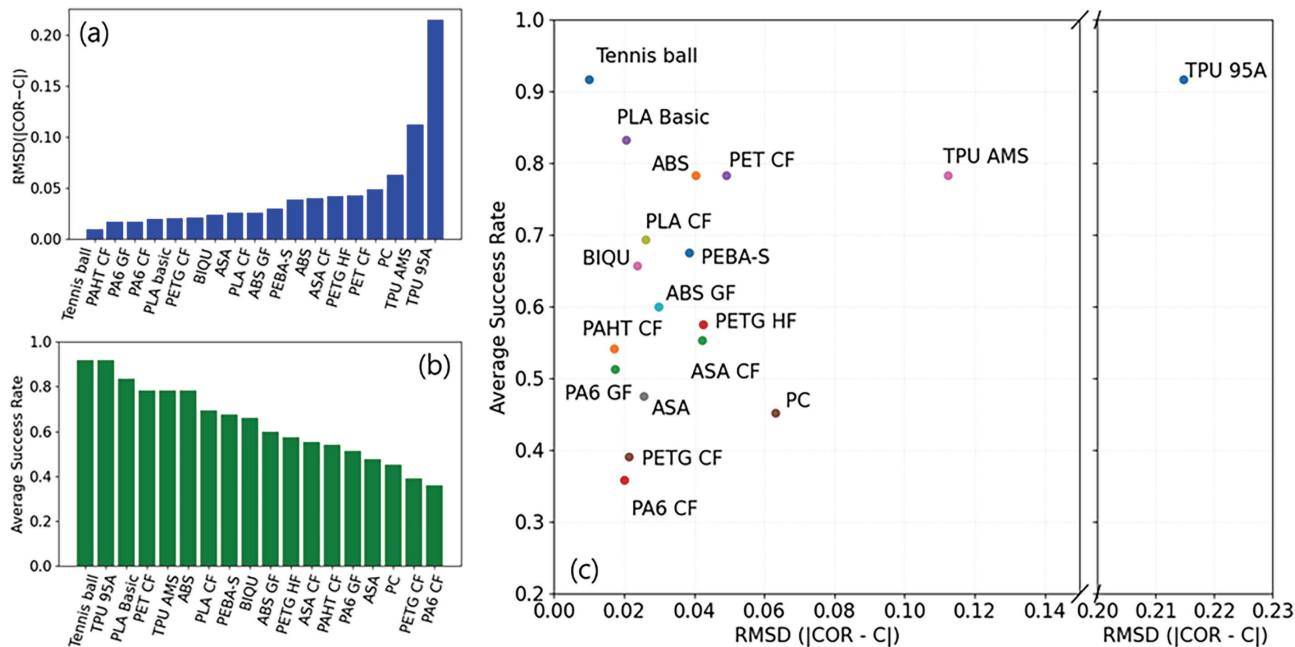 (a)
RMSD(|COR−C|)
0.20
0.15
0.10
0.05
0.00
Tennis ball
PAHT CF
PA6 GF
PA6 CF
PLA basic
PETG CF
BIQU
ASA
PLA CF
ABS GF
PEBA-S
ABS
ASA CF
PETG HF
PET CF
PC
TPU AMS
TPU 95A
(b)
Average Success Rate
1.0
0.8
0.6
0.4
0.2
0.0
Tennis ball
TPU 95A
PLA Basic
PET CF
TPU AMS
ABS
PLA CF
PEBA-S
BIQU
ABS GF
PETG HF
ASA CF
PAHT CF
PA6 GF
ASA
PC
PETG CF
PA6 CF
(c)
Average Success Rate
1.0
0.9
0.8
0.7
0.6
0.5
0.4
0.3
0.2
Tennis ball
TPU 95A
PLA Basic
ABS
PET CF
TPU AMS
PLA CF
BIQU
PEBA-S
ABS GF
PAHT CF
PETG HF
ASA CF
PA6 GF
ASA
PC
PETG CF
PA6 CF
0.00
0.02
0.04
0.06
0.08
0.10
0.12
0.14
0.20
0.21
0.22
0.23
RMSD (|COR - C|)
RMSD (|COR - C|)